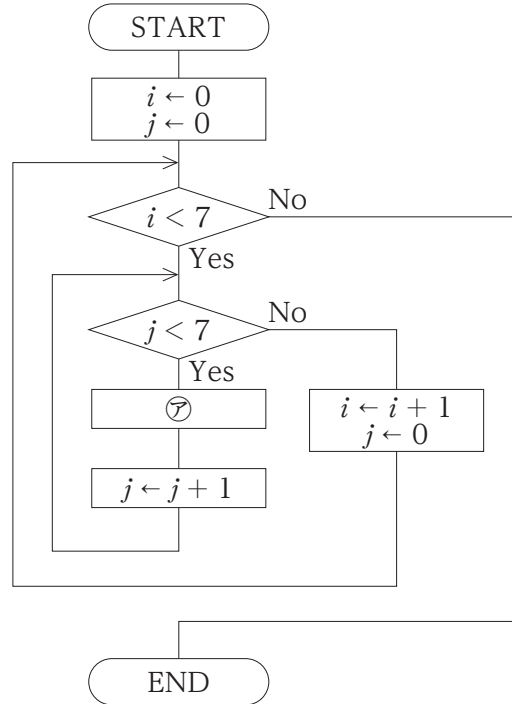 START
i ← 0
j ← 0
i < 7
No
Yes
j < 7
No
Yes
㋐
i ← i + 1
j ← 0
j ← j + 1
END